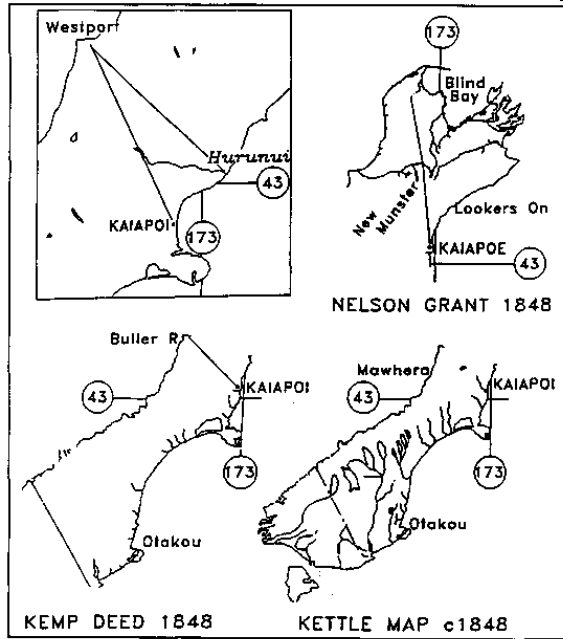 Westport
Hurunui
43
KAIAPOI
173
173
Blind
Bay
New Munster
Lookers On
KAIAPOE
43
NELSON GRANT 1848
Buller R.
43
KAIAPOI
173
Otakou
KEMP DEED 1848
Mawhera
43
KAIAPOI
173
Otakou
KETTLE MAP c1848